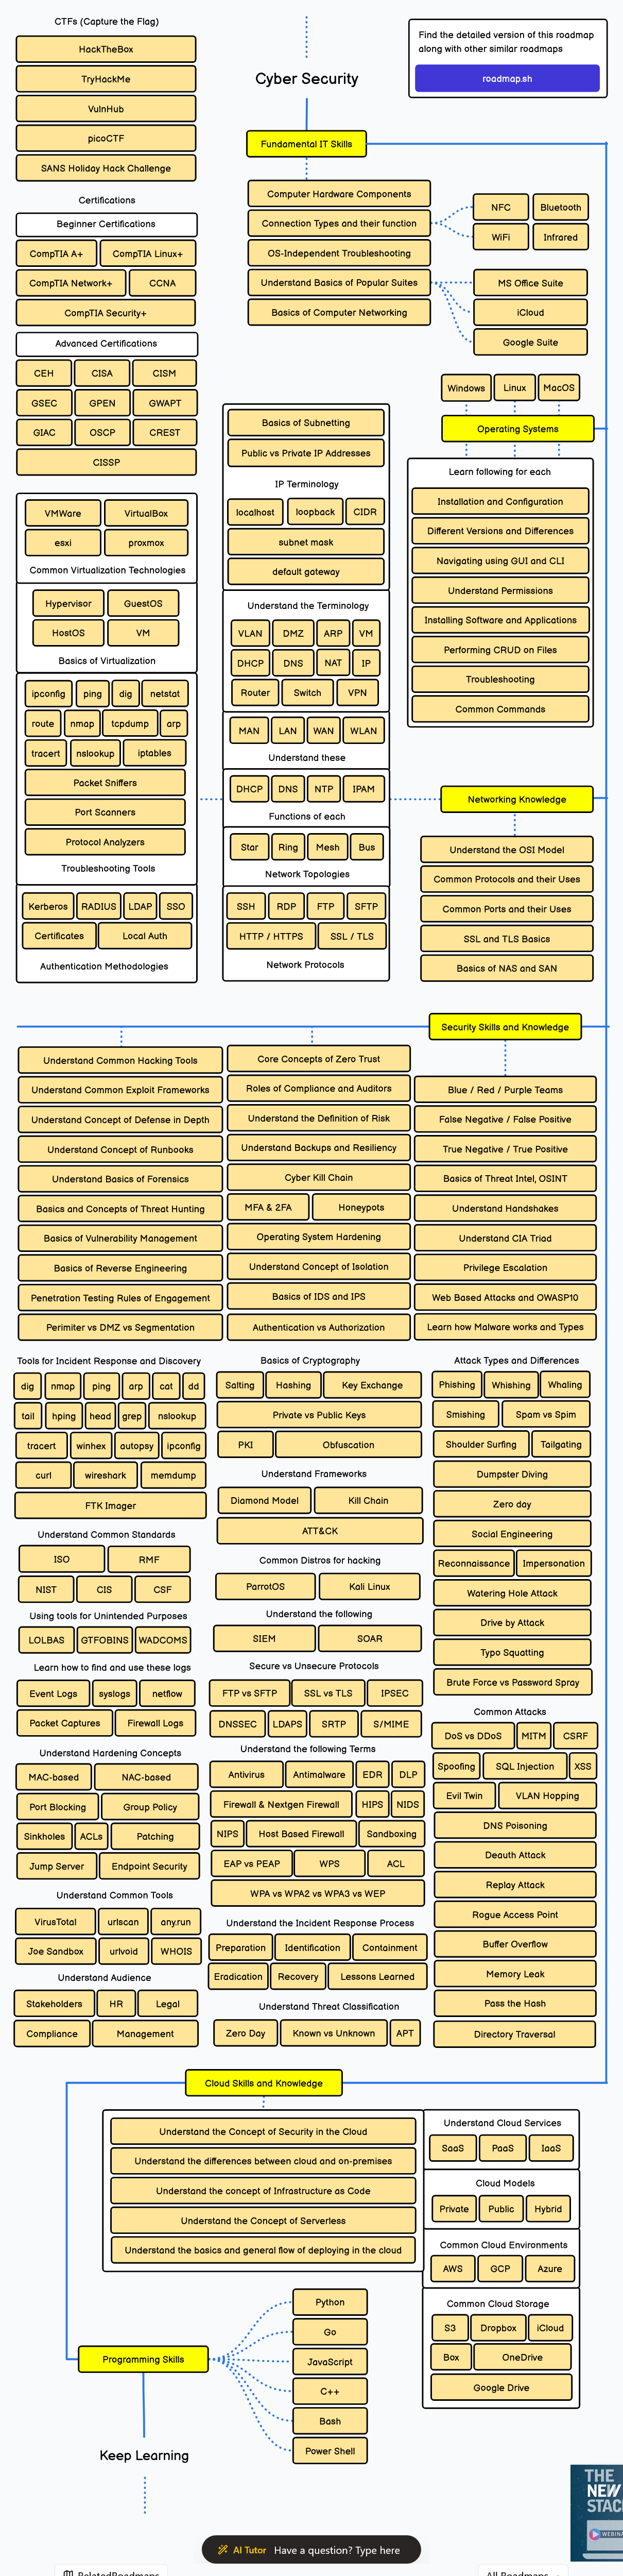 CTFs (Capture the Flag)
HackTheBox
TryHackMe
VulnHub
picoCTF
SANS Holiday Hack Challenge
Certifications
Beginner Certifications
CompTIA A+ CompTIA Linux+
CompTIA Network+ CCNA
CompTIA Security+
Advanced Certifications
CEH CISA CISM
GSEC GPEN GWAPT
GIAC OSCP CREST
CISSP
Cyber Security
Find the detailed version of this roadmap
along with other similar roadmaps
roadmap.sh
Fundamental IT Skills
Computer Hardware Components
Connection Types and their function
OS-Independent Troubleshooting
Understand Basics of Popular Suites
Basics of Computer Networking
NFC Bluetooth
WiFi Infrared
MS Office Suite
iCloud
Google Suite
Windows Linux MacOS
Operating Systems
Learn following for each
Installation and Configuration
Different Versions and Differences
Navigating using GUI and CLI
Understand Permissions
Installing Software and Applications
Performing CRUD on Files
Troubleshooting
Common Commands
VMWare VirtualBox
esxi proxmox
Common Virtualization Technologies
Hypervisor GuestOS
HostOS VM
Basics of Virtualization
ipconfig ping dig netstat
route nmap tcpdump arp
tracert nslookup iptables
Packet Sniffers
Port Scanners
Protocol Analyzers
Troubleshooting Tools
Kerberos RADIUS LDAP SSO
Certificates Local Auth
Authentication Methodologies
Basics of Subnetting
Public vs Private IP Addresses
IP Terminology
localhost loopback CIDR
subnet mask
default gateway
Understand the Terminology
VLAN DMZ ARP VM
DHCP DNS NAT IP
Router Switch VPN
MAN LAN WAN WLAN
Understand these
DHCP DNS NTP IPAM
Functions of each
Star Ring Mesh Bus
Network Topologies
SSH RDP FTP SFTP
HTTP / HTTPS SSL / TLS
Network Protocols
Networking Knowledge
Understand the OSI Model
Common Protocols and their Uses
Common Ports and their Uses
SSL and TLS Basics
Basics of NAS and SAN
Security Skills and Knowledge
Understand Common Hacking Tools
Understand Common Exploit Frameworks
Understand Concept of Defense in Depth
Understand Concept of Runbooks
Understand Basics of Forensics
Basics and Concepts of Threat Hunting
Basics of Vulnerability Management
Basics of Reverse Engineering
Penetration Testing Rules of Engagement
Perimiter vs DMZ vs Segmentation
Core Concepts of Zero Trust
Roles of Compliance and Auditors
Understand the Definition of Risk
Understand Backups and Resiliency
Cyber Kill Chain
MFA & 2FA Honeypots
Operating System Hardening
Understand Concept of Isolation
Basics of IDS and IPS
Authentication vs Authorization
Blue / Red / Purple Teams
False Negative / False Positive
True Negative / True Positive
Basics of Threat Intel, OSINT
Understand Handshakes
Understand CIA Triad
Privilege Escalation
Web Based Attacks and OWASP10
Learn how Malware works and Types
Tools for Incident Response and Discovery
dig nmap ping arp cat dd
tail hping head grep nslookup
tracert winhex autopsy ipconfig
curl wireshark memdump
FTK Imager
Understand Common Standards
ISO RMF
NIST CIS CSF
Using tools for Unintended Purposes
LOLBAS GTFOBINS WADCOMS
Learn how to find and use these logs
Event Logs syslogs netflow
Packet Captures Firewall Logs
Understand Hardening Concepts
MAC-based NAC-based
Port Blocking Group Policy
Sinkholes ACLs Patching
Jump Server Endpoint Security
Understand Common Tools
VirusTotal urlscan any.run
Joe Sandbox urlvoid WHOIS
Understand Audience
Stakeholders HR Legal
Compliance Management
Basics of Cryptography
Salting Hashing Key Exchange
Private vs Public Keys
PKI Obfuscation
Understand Frameworks
Diamond Model Kill Chain
ATT&CK
Common Distros for hacking
ParrotOS Kali Linux
Understand the following
SIEM SOAR
Secure vs Unsecure Protocols
FTP vs SFTP SSL vs TLS IPSEC
DNSSEC LDAPS SRTP S/MIME
Understand the following Terms
Antivirus Antimalware EDR DLP
Firewall & Nextgen Firewall HIPS NIDS
NIPS Host Based Firewall Sandboxing
EAP vs PEAP WPS ACL
WPA vs WPA2 vs WPA3 vs WEP
Understand the Incident Response Process
Preparation Identification Containment
Eradication Recovery Lessons Learned
Understand Threat Classification
Zero Day Known vs Unknown APT
Attack Types and Differences
Phishing Whishing Whaling
Smishing Spam vs Spim
Shoulder Surfing Tailgating
Dumpster Diving
Zero day
Social Engineering
Reconnaissance Impersonation
Watering Hole Attack
Drive by Attack
Typo Squatting
Brute Force vs Password Spray
Common Attacks
DoS vs DDoS MITM CSRF
Spoofing SQL Injection XSS
Evil Twin VLAN Hopping
DNS Poisoning
Deauth Attack
Replay Attack
Rogue Access Point
Buffer Overflow
Memory Leak
Pass the Hash
Directory Traversal
Cloud Skills and Knowledge
Understand the Concept of Security in the Cloud
Understand the differences between cloud and on-premises
Understand the concept of Infrastructure as Code
Understand the Concept of Serverless
Understand the basics and general flow of deploying in the cloud
Understand Cloud Services
SaaS PaaS IaaS
Cloud Models
Private Public Hybrid
Common Cloud Environments
AWS GCP Azure
Common Cloud Storage
S3 Dropbox iCloud
Box OneDrive
Google Drive
Programming Skills
Python
Go
JavaScript
C++
Bash
Power Shell
Keep Learning
THE
NEW
STAC
WEBINA
AI Tutor Have a question? Type here
RelatedRoadmaps
All Roadmaps